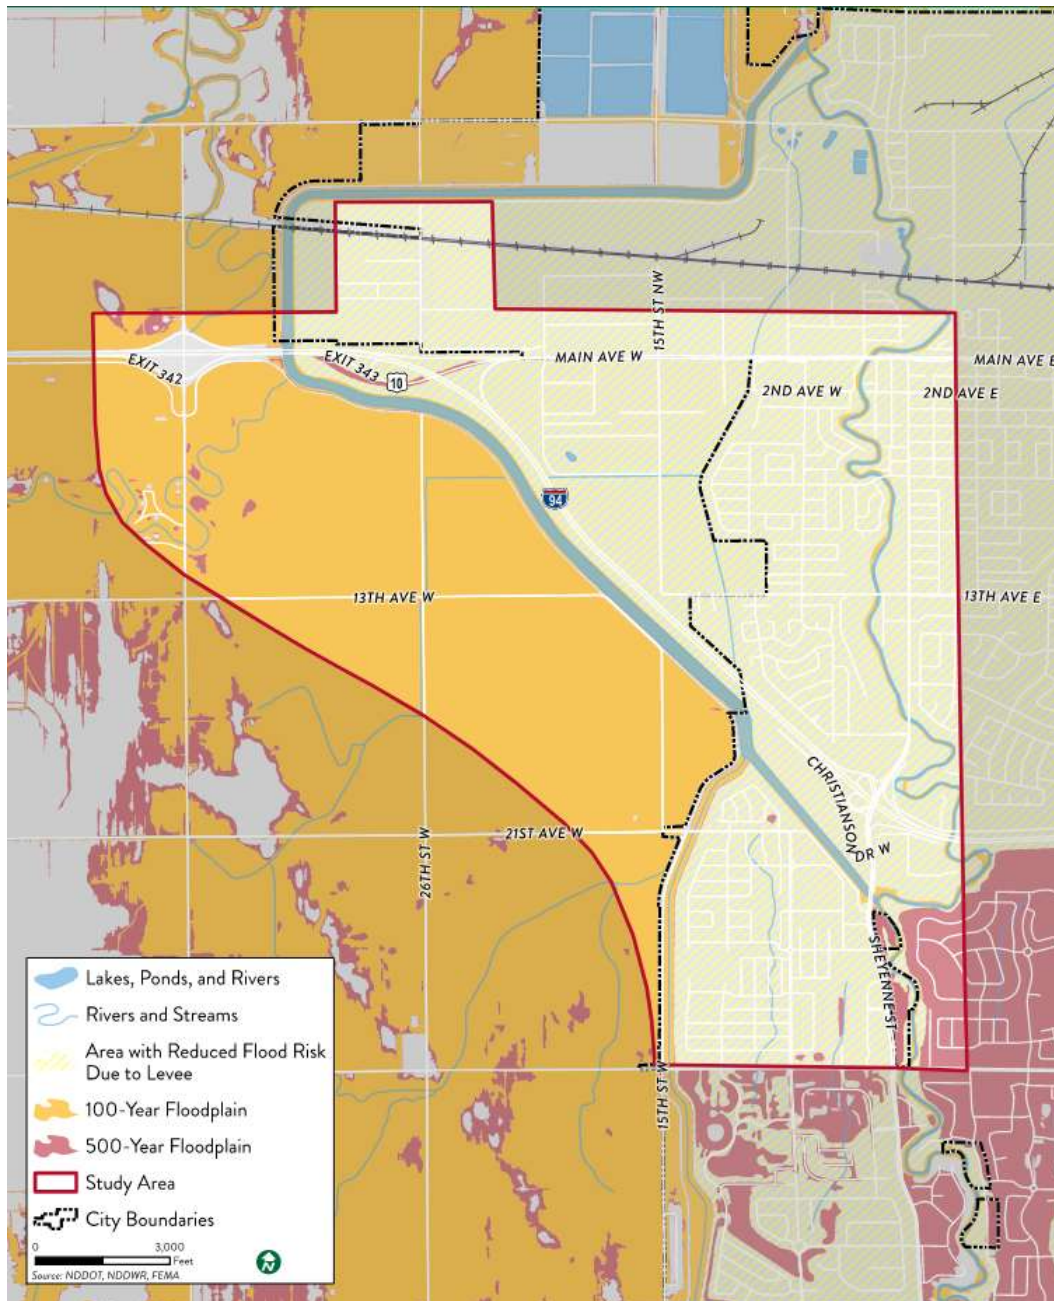 15TH ST NW
MAIN AVE W
MAIN AVE E
EXIT 342
EXIT 343
10
2ND AVE W
2ND AVE E
94
13TH AVE W
13TH AVE E
CHRISTIANSON
DR W
21ST AVE W
26TH ST W
SHEYENNE ST
15TH ST W
Lakes, Ponds, and Rivers
Rivers and Streams
Area with Reduced Flood Risk
Due to Levee
100-Year Floodplain
500-Year Floodplain
Study Area
City Boundaries
0 3,000
Feet
N
Source: NDDOT, NDDWR, FEMA